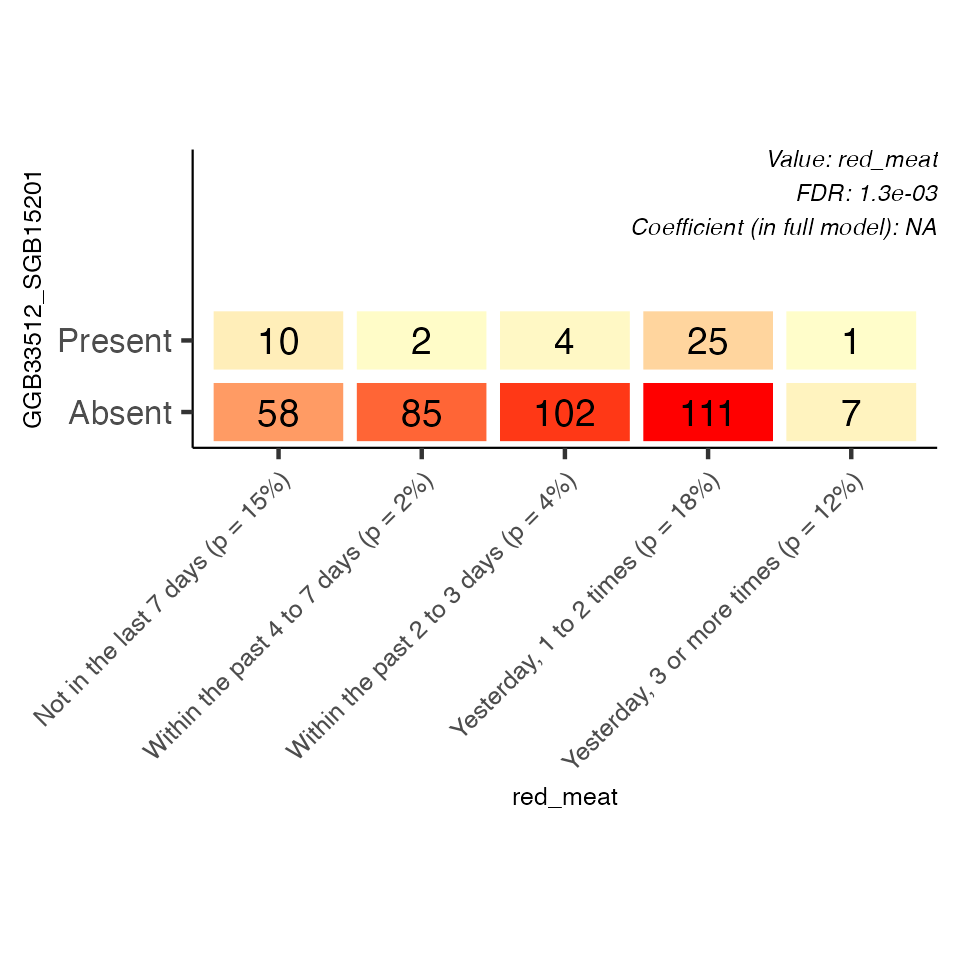 Value: red_meat
FDR: 1.3e-03
Coefficient (in full model): NA
GGB33512_SGB15201
Present 10 2 4 25 1
Absent 58 85 102 111 7
Not in the last 7 days (p = 15%)
Within the past 4 to 7 days (p = 2%)
Within the past 2 to 3 days (p = 4%)
Yesterday, 1 to 2 times (p = 18%)
Yesterday, 3 or more times (p = 12%)
red_meat